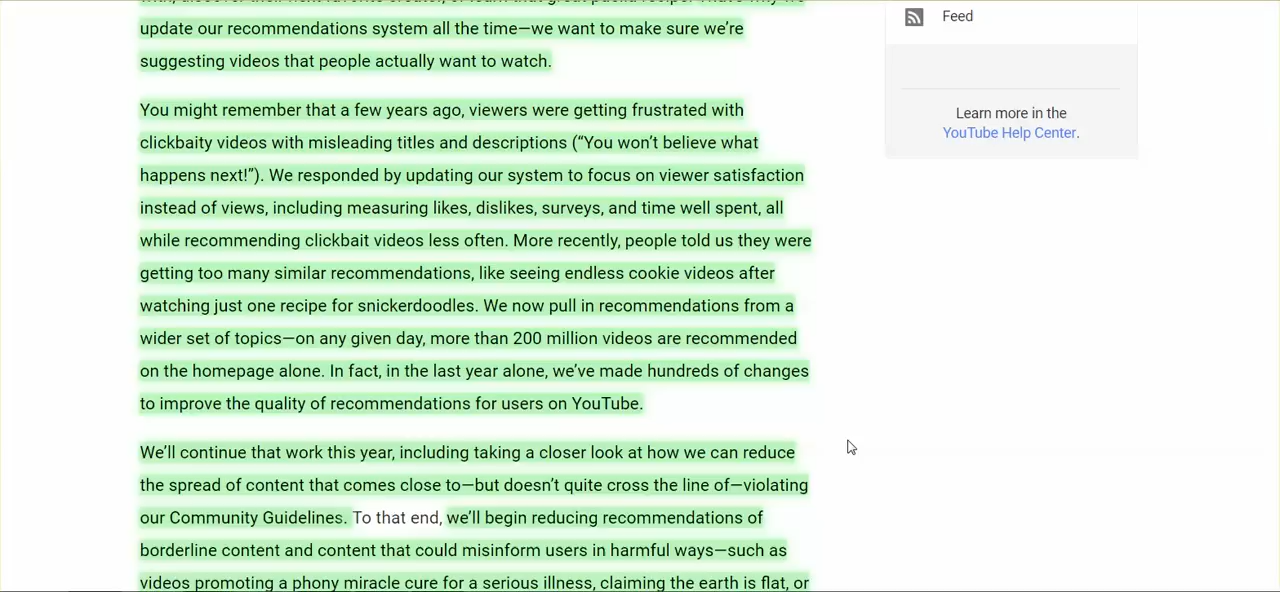 update our recommendations system all the time—we want to make sure we're
suggesting videos that people actually want to watch.
You might remember that a few years ago, viewers were getting frustrated with
clickbaity videos with misleading titles and descriptions (“You won’t believe what
happens next!”). We responded by updating our system to focus on viewer satisfaction
instead of views, including measuring likes, dislikes, surveys, and time well spent, all
while recommending clickbait videos less often. More recently, people told us they were
getting too many similar recommendations, like seeing endless cookie videos after
watching just one recipe for snickerdoodles. We now pull in recommendations from a
wider set of topics—on any given day, more than 200 million videos are recommended
on the homepage alone. In fact, in the last year alone, we’ve made hundreds of changes
to improve the quality of recommendations for users on YouTube.
We’ll continue that work this year, including taking a closer look at how we can reduce
the spread of content that comes close to—but doesn’t quite cross the line of—violating
our Community Guidelines. To that end, we’ll begin reducing recommendations of
borderline content and content that could misinform users in harmful ways—such as
videos promoting a phony miracle cure for a serious illness, claiming the earth is flat, or
Feed
Learn more in the
YouTube Help Center.